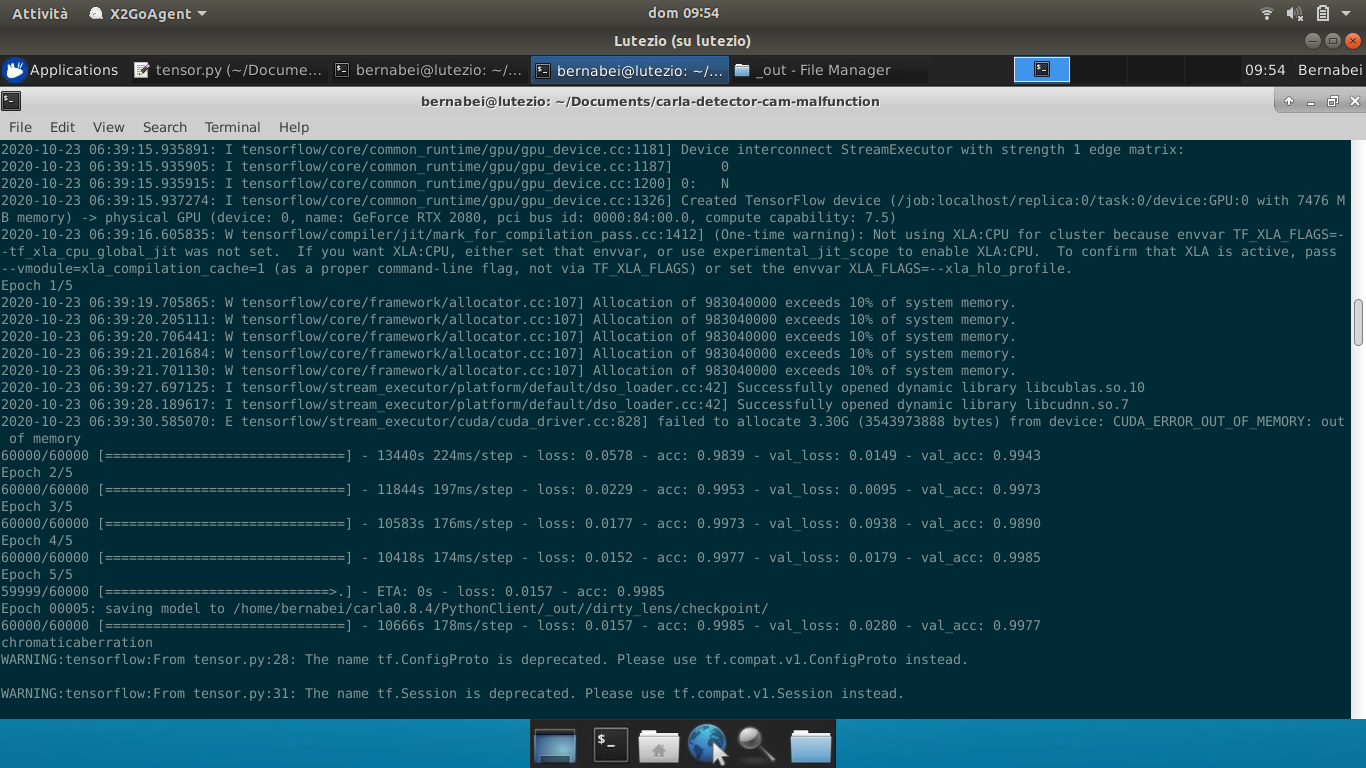 Attività
X2GoAgent
dom 09:54
Lutezio (su lutezio)
Applications
tensor.py (~/Docume...
bernabei@lutezio: ~/...
bernabei@lutezio: ~/...
_out - File Manager
09:54
Bernabei
bernabei@lutezio: ~/Documents/carla-detector-cam-malfunction
File Edit View Search Terminal Help
2020-10-23 06:39:15.935891: I tensorflow/core/common_runtime/gpu/gpu_device.cc:1181] Device interconnect StreamExecutor with strength 1 edge matrix:
2020-10-23 06:39:15.935905: I tensorflow/core/common_runtime/gpu/gpu_device.cc:1187]      0
2020-10-23 06:39:15.935915: I tensorflow/core/common_runtime/gpu/gpu_device.cc:1200] 0:   N
2020-10-23 06:39:15.937274: I tensorflow/core/common_runtime/gpu/gpu_device.cc:1326] Created TensorFlow device (/job:localhost/replica:0/task:0/device:GPU:0 with 7476 M
B memory) -> physical GPU (device: 0, name: GeForce RTX 2080, pci bus id: 0000:84:00.0, compute capability: 7.5)
2020-10-23 06:39:16.605835: W tensorflow/compiler/jit/mark_for_compilation_pass.cc:1412] (One-time warning): Not using XLA:CPU for cluster because envvar TF_XLA_FLAGS=-
-tf_xla_cpu_global_jit was not set.  If you want XLA:CPU, either set that envvar, or use experimental_jit_scope to enable XLA:CPU.  To confirm that XLA is active, pass
--vmodule=xla_compilation_cache=1 (as a proper command-line flag, not via TF_XLA_FLAGS) or set the envvar XLA_FLAGS=--xla_hlo_profile.
Epoch 1/5
2020-10-23 06:39:19.705865: W tensorflow/core/framework/allocator.cc:107] Allocation of 983040000 exceeds 10% of system memory.
2020-10-23 06:39:20.205111: W tensorflow/core/framework/allocator.cc:107] Allocation of 983040000 exceeds 10% of system memory.
2020-10-23 06:39:20.706441: W tensorflow/core/framework/allocator.cc:107] Allocation of 983040000 exceeds 10% of system memory.
2020-10-23 06:39:21.201684: W tensorflow/core/framework/allocator.cc:107] Allocation of 983040000 exceeds 10% of system memory.
2020-10-23 06:39:21.701130: W tensorflow/core/framework/allocator.cc:107] Allocation of 983040000 exceeds 10% of system memory.
2020-10-23 06:39:27.697125: I tensorflow/stream_executor/platform/default/dso_loader.cc:42] Successfully opened dynamic library libcublas.so.10
2020-10-23 06:39:28.189617: I tensorflow/stream_executor/platform/default/dso_loader.cc:42] Successfully opened dynamic library libcudnn.so.7
2020-10-23 06:39:30.585070: E tensorflow/stream_executor/cuda/cuda_driver.cc:828] failed to allocate 3.30G (3543973888 bytes) from device: CUDA_ERROR_OUT_OF_MEMORY: out
 of memory
60000/60000 [==============================] - 13440s 224ms/step - loss: 0.0578 - acc: 0.9839 - val_loss: 0.0149 - val_acc: 0.9943
Epoch 2/5
60000/60000 [==============================] - 11844s 197ms/step - loss: 0.0229 - acc: 0.9953 - val_loss: 0.0095 - val_acc: 0.9973
Epoch 3/5
60000/60000 [==============================] - 10583s 176ms/step - loss: 0.0177 - acc: 0.9973 - val_loss: 0.0938 - val_acc: 0.9890
Epoch 4/5
60000/60000 [==============================] - 10418s 174ms/step - loss: 0.0152 - acc: 0.9977 - val_loss: 0.0179 - val_acc: 0.9985
Epoch 5/5
59999/60000 [============================>.] - ETA: 0s - loss: 0.0157 - acc: 0.9985
Epoch 00005: saving model to /home/bernabei/carla0.8.4/PythonClient/_out//dirty_lens/checkpoint/
60000/60000 [==============================] - 10666s 178ms/step - loss: 0.0157 - acc: 0.9985 - val_loss: 0.0280 - val_acc: 0.9977
chromaticaberration
WARNING:tensorflow:From tensor.py:28: The name tf.ConfigProto is deprecated. Please use tf.compat.v1.ConfigProto instead.
WARNING:tensorflow:From tensor.py:31: The name tf.Session is deprecated. Please use tf.compat.v1.Session instead.